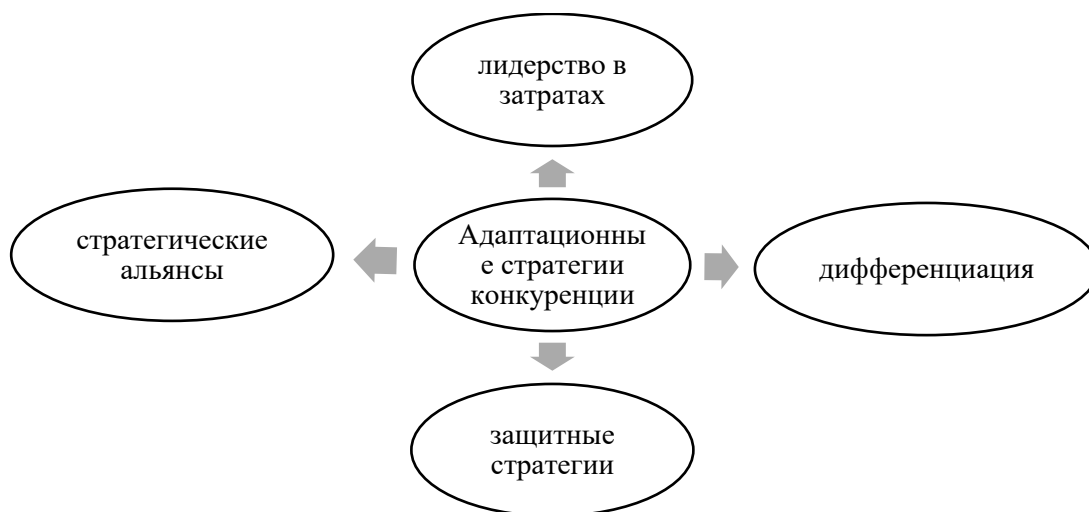 лидерство в
затратах
стратегические
альянсы
Адаптационны
е стратегии
конкуренции
дифференциация
защитные
стратегии